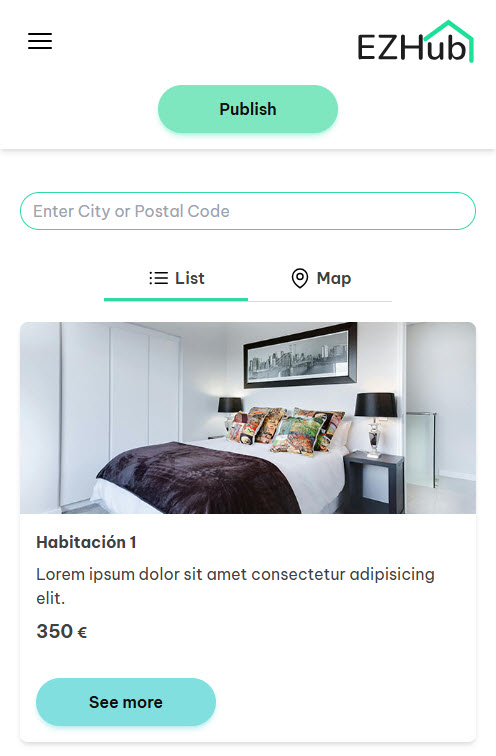 EZHub
Publish
Enter City or Postal Code
List
Map
Habitación 1
Lorem ipsum dolor sit amet consectetur adipisicing
elit.
350 €
See more